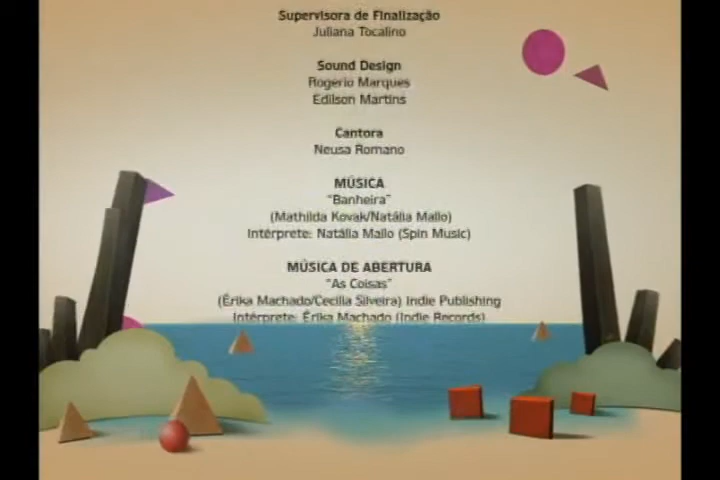 Supervisora de Finalização
Juliana Tocalino
Sound Design
Rogerio Marques
Edilson Martins
Cantora
Neusa Romano
MÚSICA
"Banheira"
(Mathilda Kovak/Natália Mallo)
Intérprete: Natália Mallo (Spin Music)
MÚSICA DE ABERTURA
"As Coisas"
(Érika Machado/Cecilia Silveira) Indie Publishing
Intérprete: Érika Machado (Indie Records)